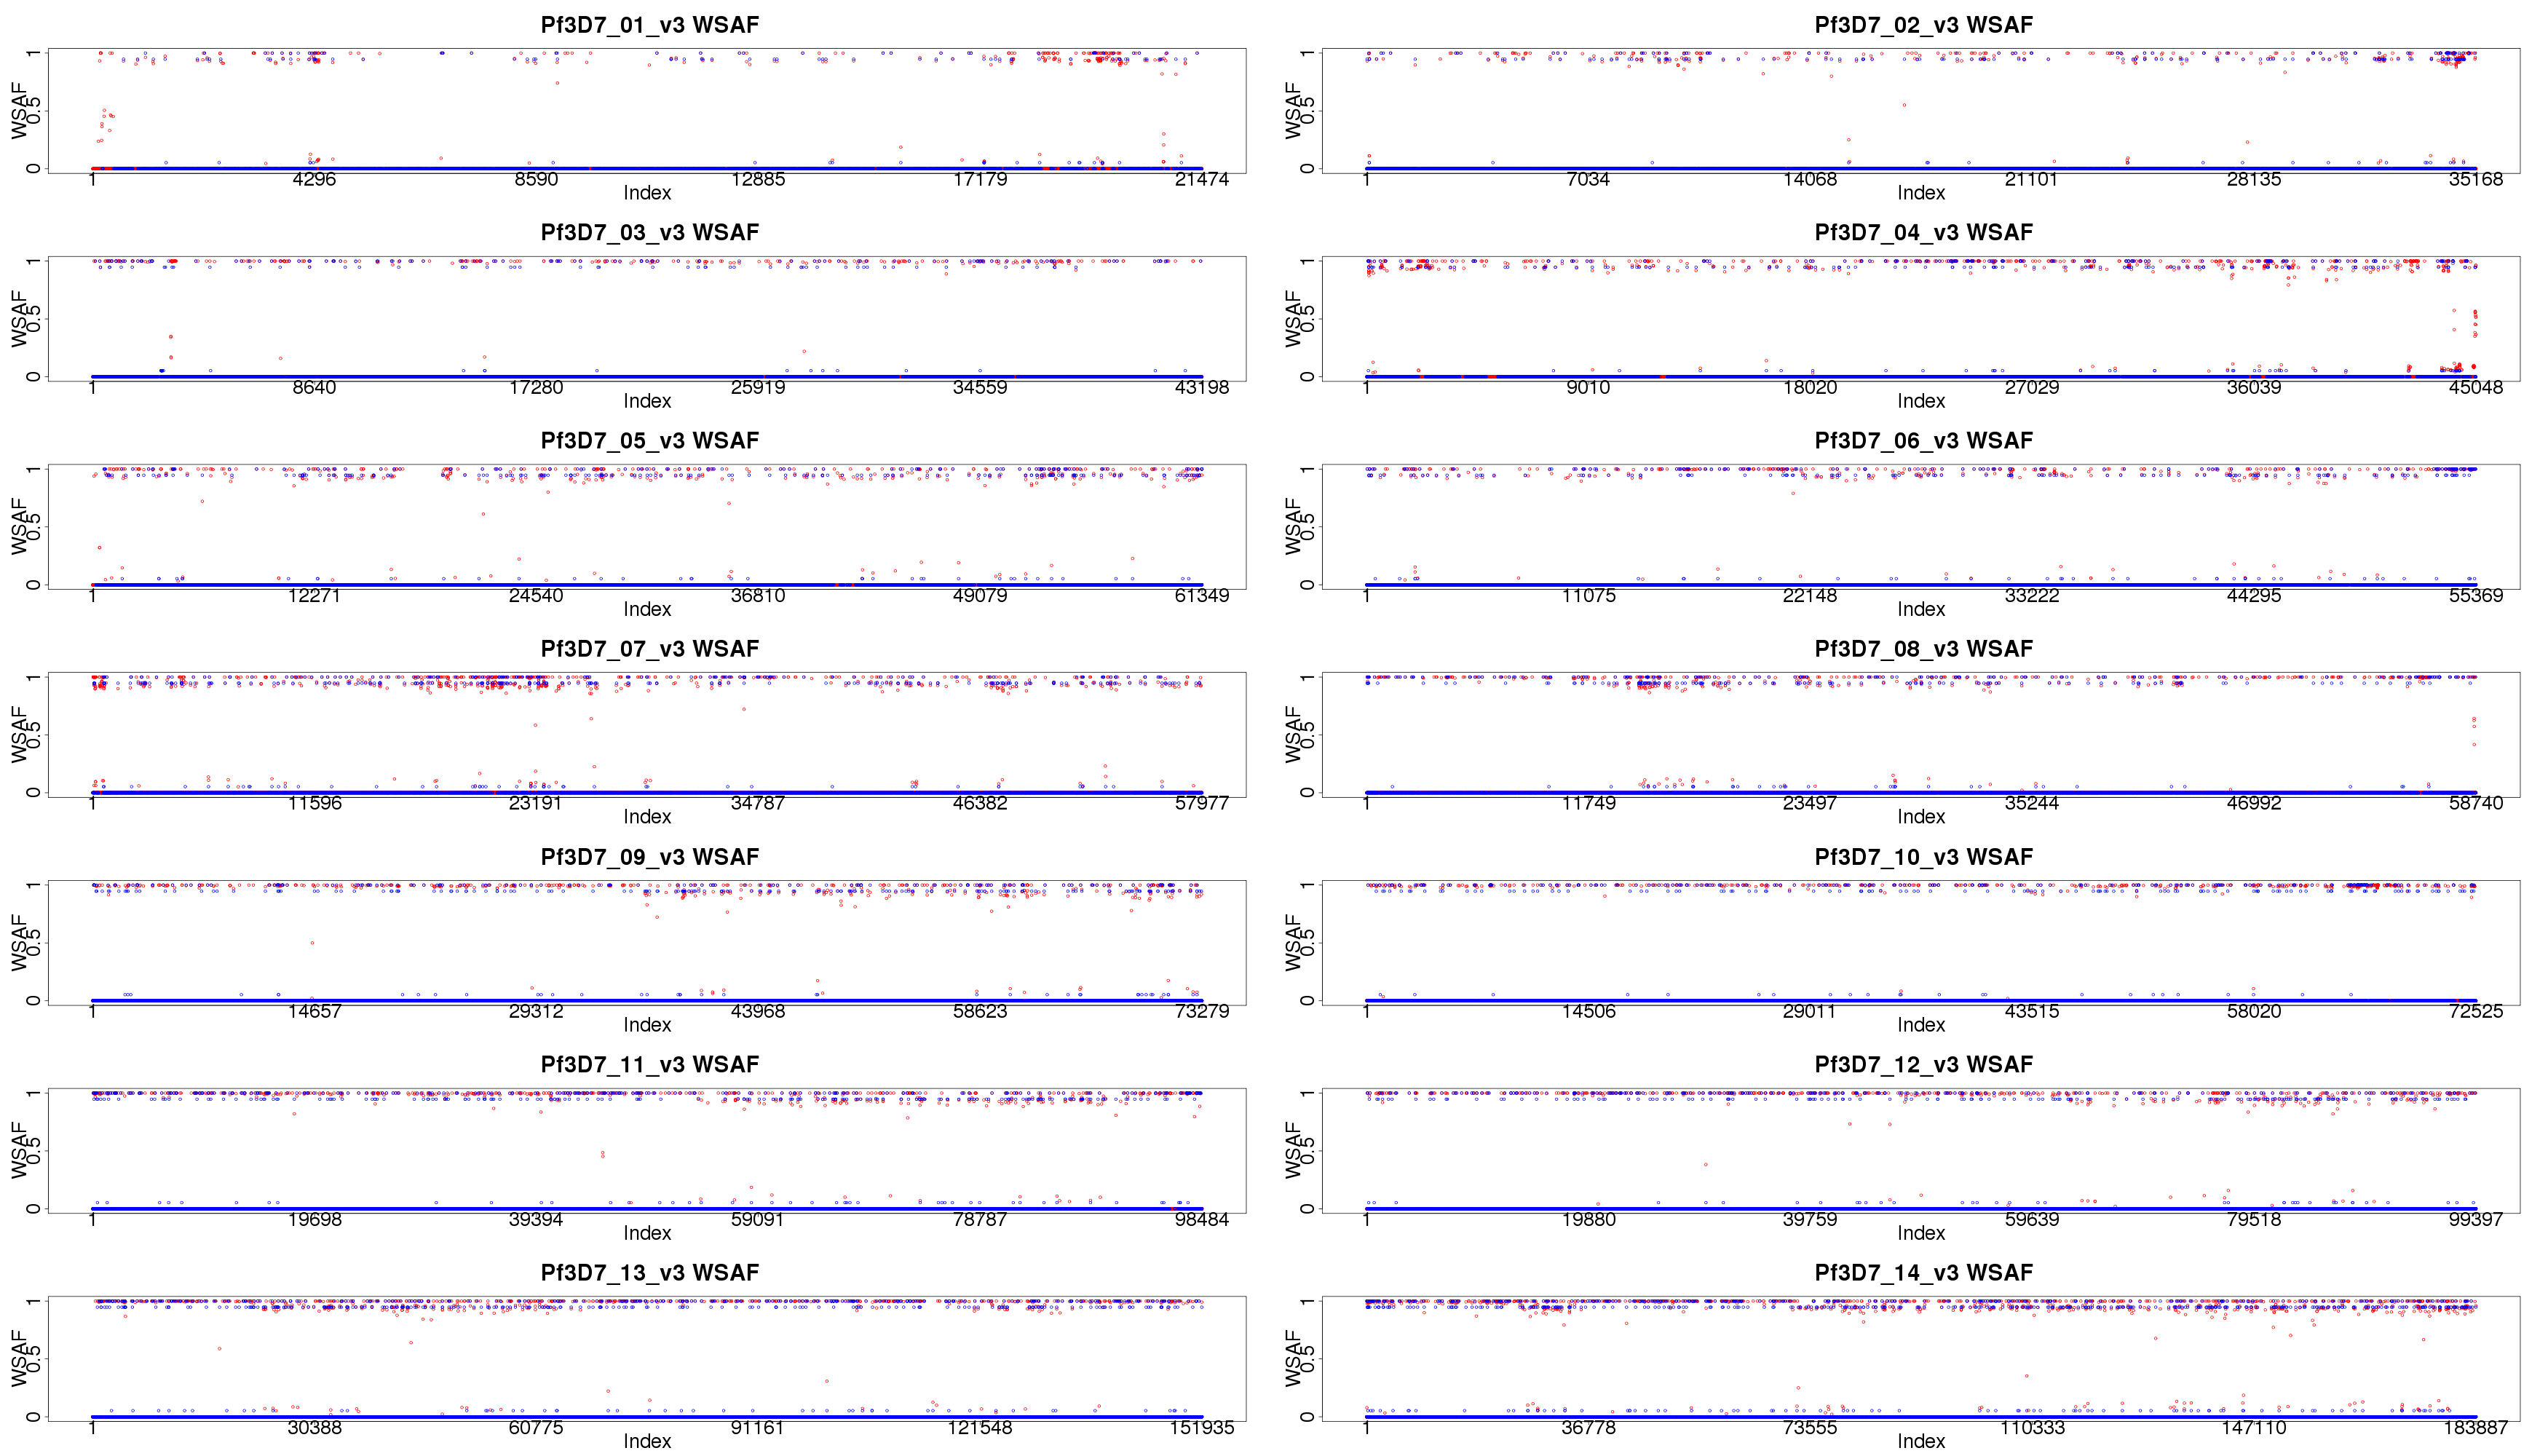 Pf3D7_01_v3 WSAF
WSAF
0 0.5 1
1 4296 8590 12885 17179 21474
Index
Pf3D7_02_v3 WSAF
WSAF
0 0.5 1
1 7034 14068 21101 28135 35168
Index
Pf3D7_03_v3 WSAF
WSAF
0 0.5 1
1 8640 17280 25919 34559 43198
Index
Pf3D7_04_v3 WSAF
WSAF
0 0.5 1
1 9010 18020 27029 36039 45048
Index
Pf3D7_05_v3 WSAF
WSAF
0 0.5 1
1 12271 24540 36810 49079 61349
Index
Pf3D7_06_v3 WSAF
WSAF
0 0.5 1
1 11075 22148 33222 44295 55369
Index
Pf3D7_07_v3 WSAF
WSAF
0 0.5 1
1 11596 23191 34787 46382 57977
Index
Pf3D7_08_v3 WSAF
WSAF
0 0.5 1
1 11749 23497 35244 46992 58740
Index
Pf3D7_09_v3 WSAF
WSAF
0 0.5 1
1 14657 29312 43968 58623 73279
Index
Pf3D7_10_v3 WSAF
WSAF
0 0.5 1
1 14506 29011 43515 58020 72525
Index
Pf3D7_11_v3 WSAF
WSAF
0 0.5 1
1 19698 39394 59091 78787 98484
Index
Pf3D7_12_v3 WSAF
WSAF
0 0.5 1
1 19880 39759 59639 79518 99397
Index
Pf3D7_13_v3 WSAF
WSAF
0 0.5 1
1 30388 60775 91161 121548 151935
Index
Pf3D7_14_v3 WSAF
WSAF
0 0.5 1
1 36778 73555 110333 147110 183887
Index